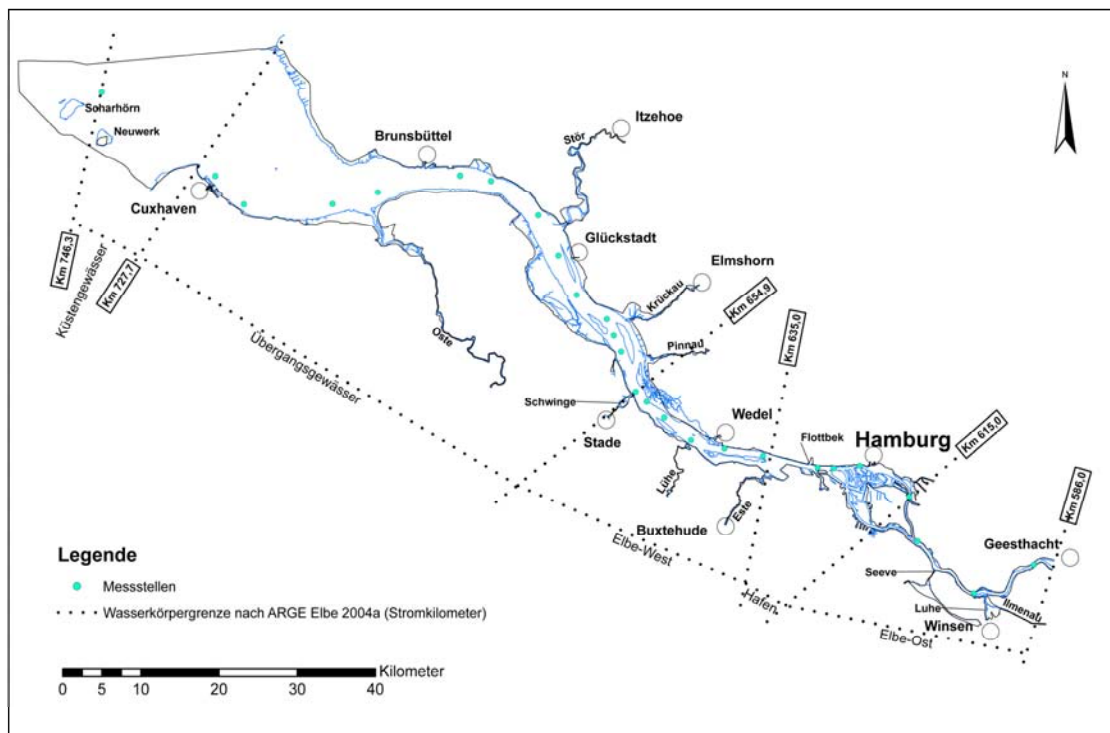 N
Scharhörn
Neuwerk
Cuxhaven
Brunsbüttel
Itzehoe
Stör
Glückstadt
Elmshorn
Krückau
Pinnau
Oste
Km 746,3
Küstengewässer
Km 727,7
Übergangsgewässer
Km 654,9
Km 635,0
Schwinge
Stade
Wedel
Lühe
Flottbek
Hamburg
Km 615,0
Km 586,0
Buxtehude
Este
Elbe-West
Hafen
Elbe-Ost
Geesthacht
Seeve
Luhe
Ilmenau
Winsen
Legende
Messstellen
Wasserkörpergrenze nach ARGE Elbe 2004a (Stromkilometer)
Kilometer
0 5 10 20 30 40